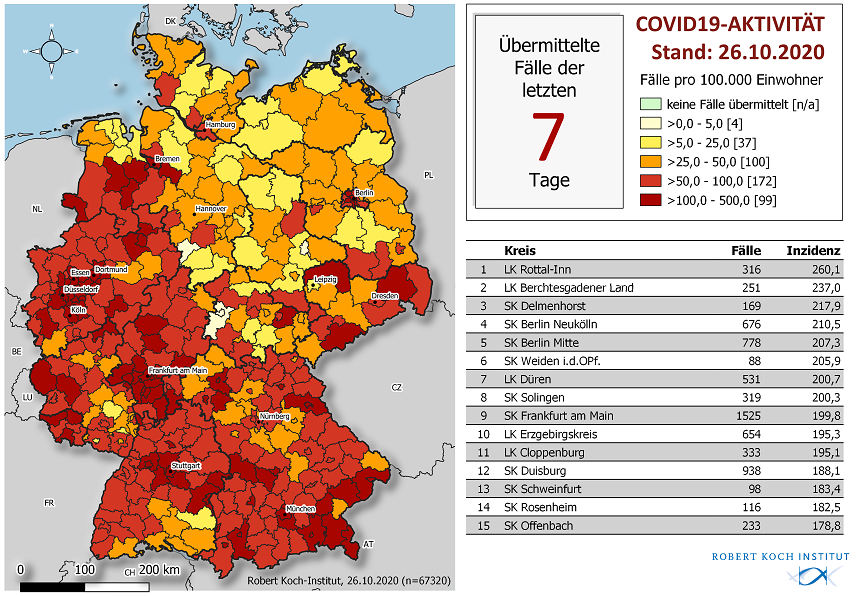 DK
Hamburg
Bremen
PL
Berlin
NL
Hannover
Essen
Dortmund
Düsseldorf
Leipzig
Dresden
Köln
BE
Frankfurt am Main
LU
CZ
Nürnberg
Stuttgart
FR
München
AT
CH
0 100 200 km
Robert Koch-Institut, 26.10.2020 (n=67320)
Übermittelte
Fälle der
letzten
7
Tage
COVID19-AKTIVITÄT
Stand: 26.10.2020
Fälle pro 100.000 Einwohner
keine Fälle übermittelt [n/a]
>0,0 - 5,0 [4]
>5,0 - 25,0 [37]
>25,0 - 50,0 [100]
>50,0 - 100,0 [172]
>100,0 - 500,0 [99]
Kreis Fälle Inzidenz
1 LK Rottal-Inn 316 260,1
2 LK Berchtesgadener Land 251 237,0
3 SK Delmenhorst 169 217,9
4 SK Berlin Neukölln 676 210,5
5 SK Berlin Mitte 778 207,3
6 SK Weiden i.d.OPf. 88 205,9
7 LK Düren 531 200,7
8 SK Solingen 319 200,3
9 SK Frankfurt am Main 1525 199,8
10 LK Erzgebirgskreis 654 195,3
11 LK Cloppenburg 333 195,1
12 SK Duisburg 938 188,1
13 SK Schweinfurt 98 183,4
14 SK Rosenheim 116 182,5
15 SK Offenbach 233 178,8
ROBERT KOCH INSTITUT